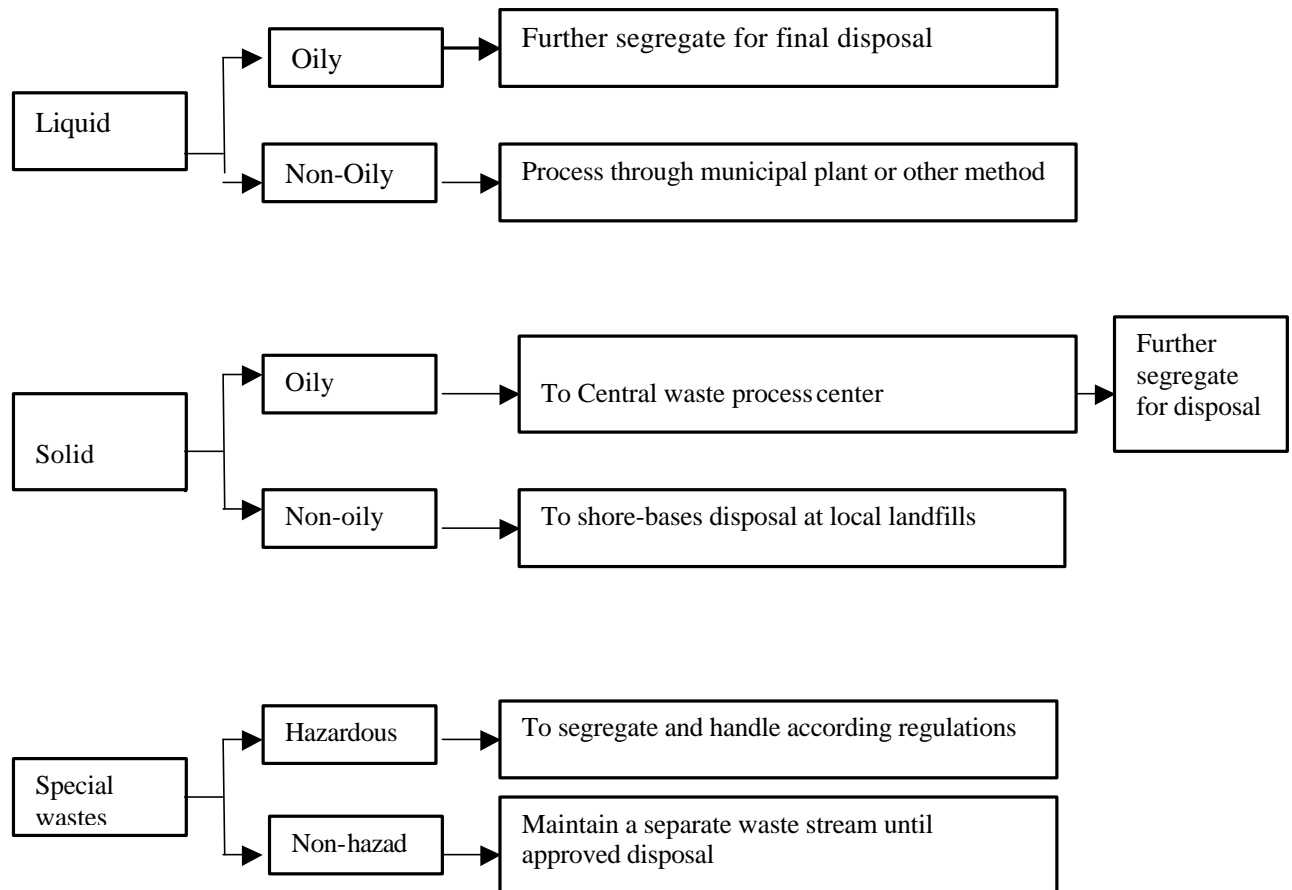 Liquid
Oily
Further segregate for final disposal
Non-Oily
Process through municipal plant or other method
Solid
Oily
To Central waste process center
Further
segregate
for disposal
Non-oily
To shore-bases disposal at local landfills
Special
wastes
Hazardous
To segregate and handle according regulations
Non-hazad
Maintain a separate waste stream until
approved disposal